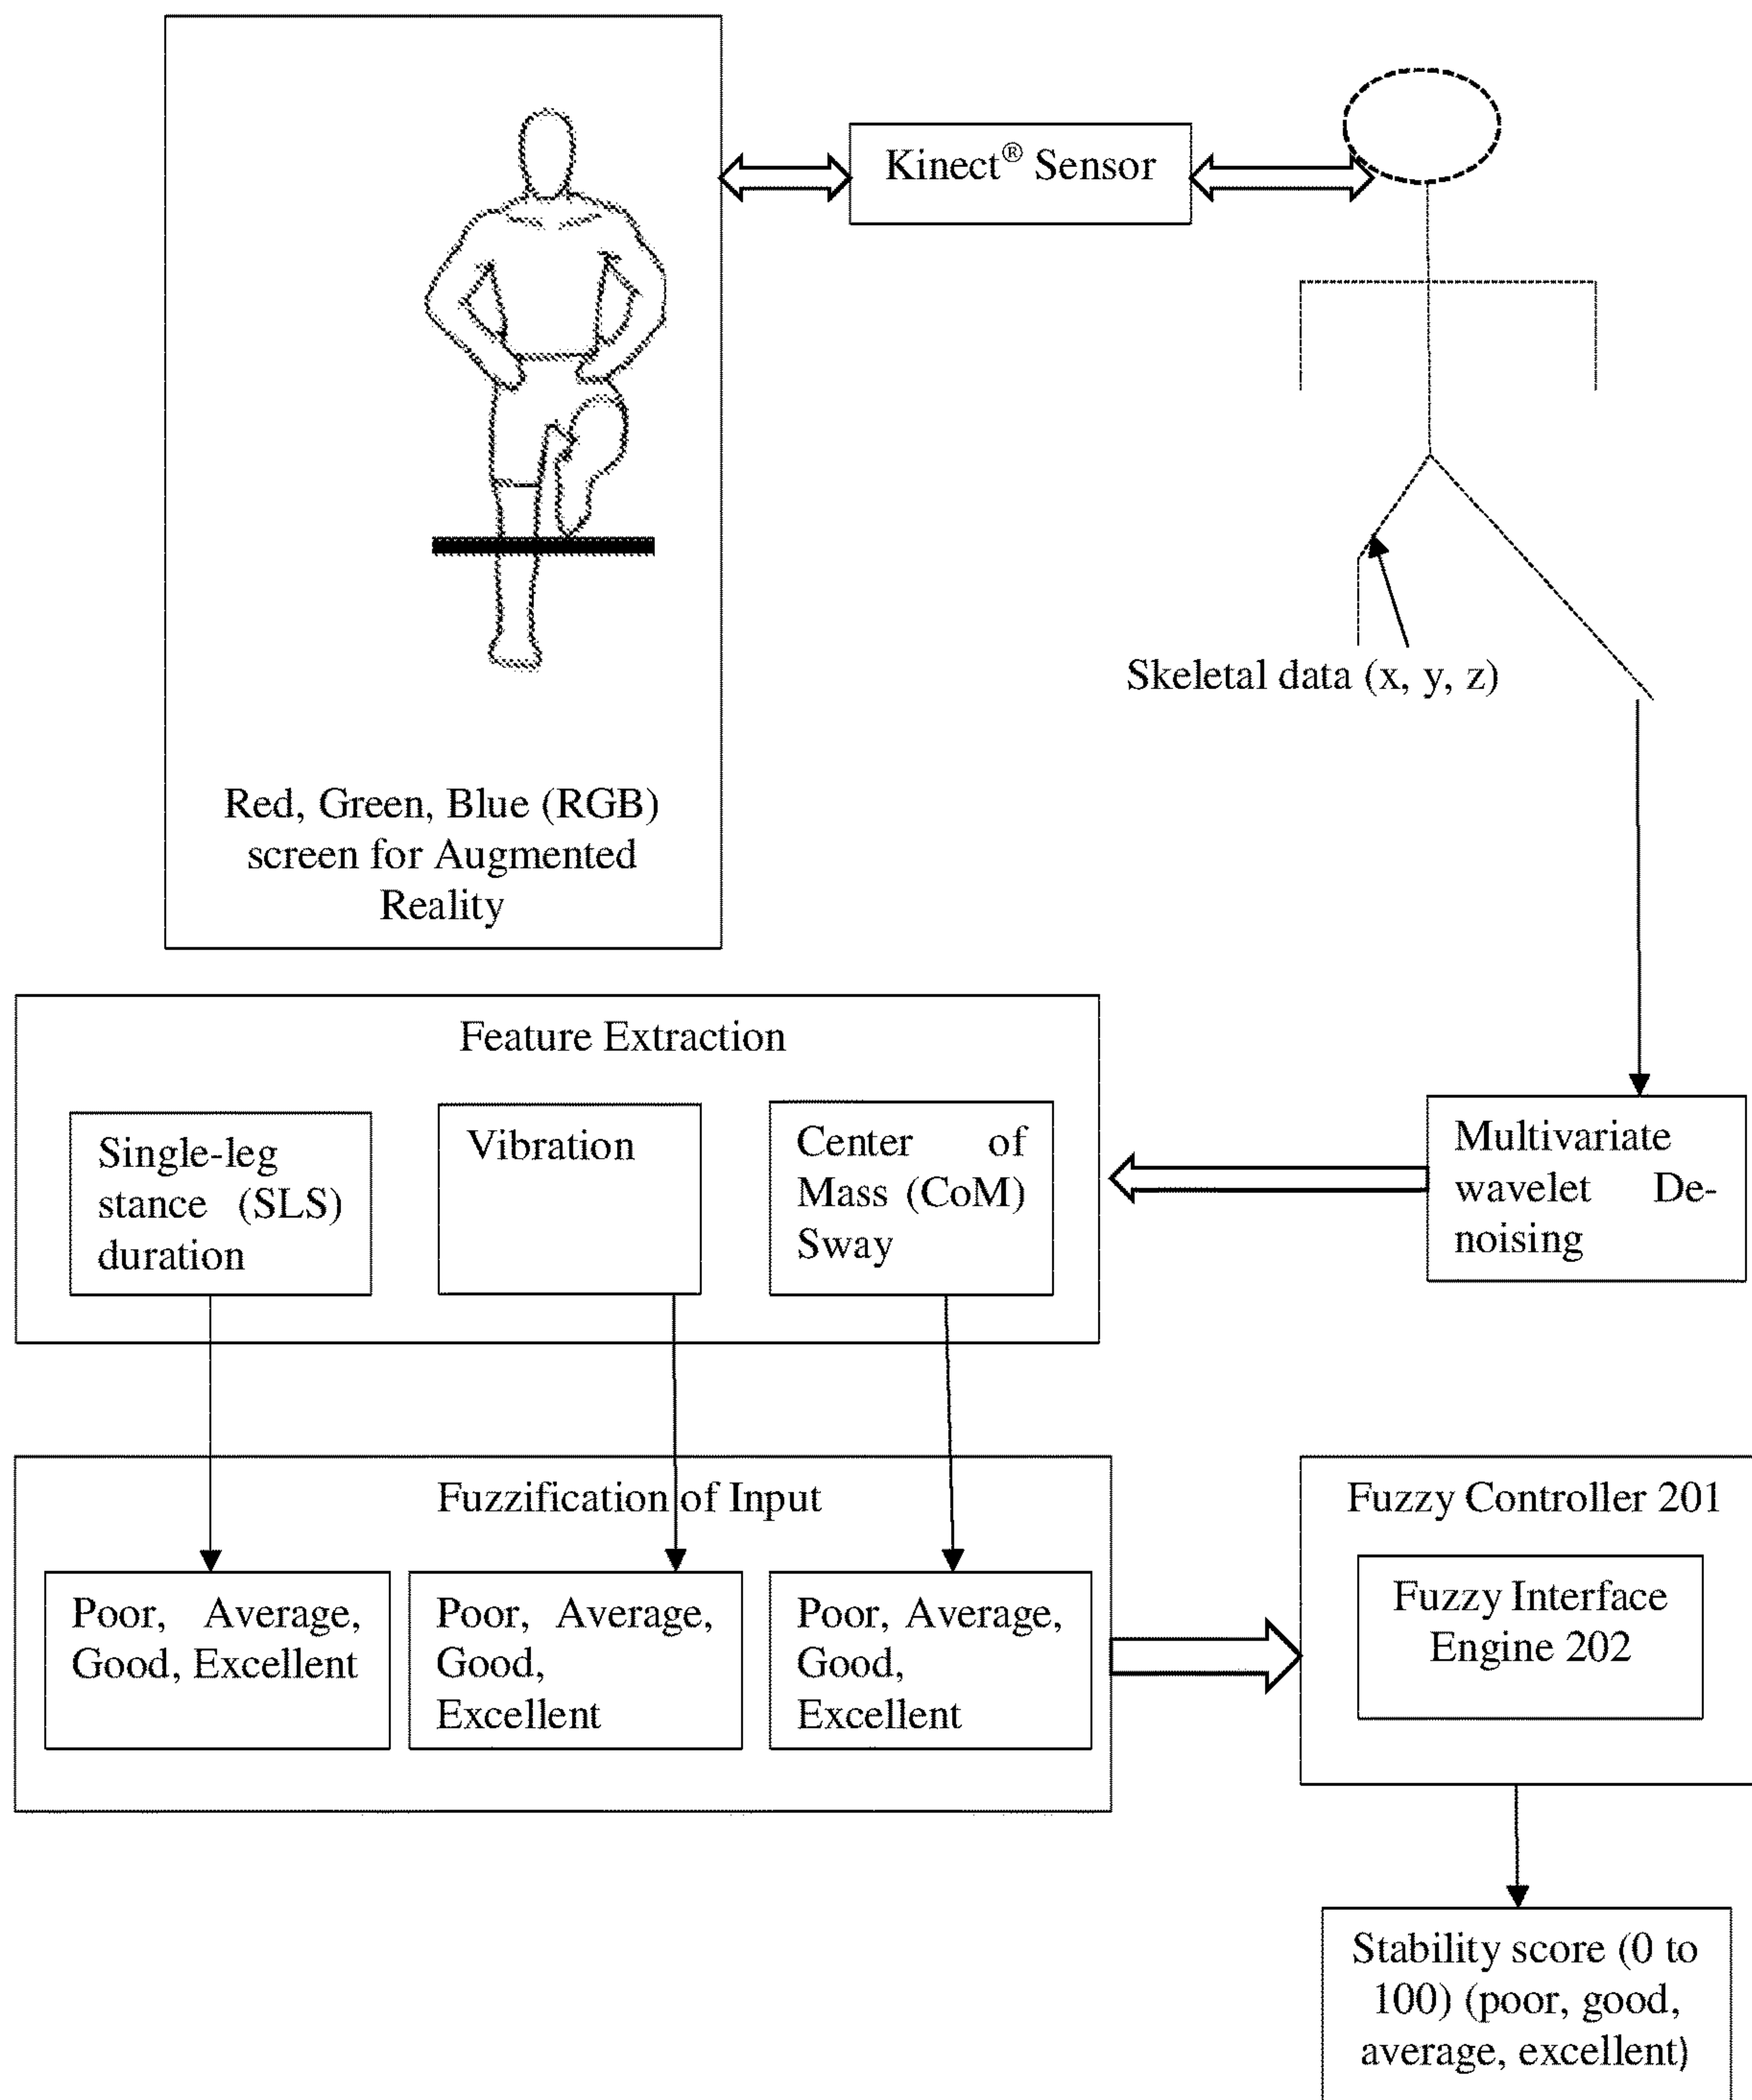 Kinect® Sensor
Skeletal data (x, y, z)
Red, Green, Blue (RGB)
screen for Augmented
Reality
Feature Extraction
Single-leg
stance (SLS)
duration
Vibration
Center of
Mass (CoM)
Sway
Multivariate
wavelet De-
noising
Fuzzification of Input
Poor, Average,
Good, Excellent
Poor, Average,
Good,
Excellent
Poor, Average,
Good,
Excellent
Fuzzy Controller 201
Fuzzy Interface
Engine 202
Stability score (0 to
100) (poor, good,
average, excellent)